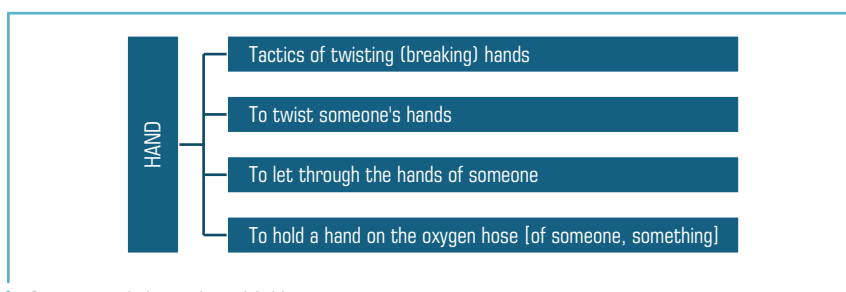 HAND
Tactics of twisting (breaking) hands
To twist someone's hands
To let through the hands of someone
To hold a hand on the oxygen hose [of someone, something]